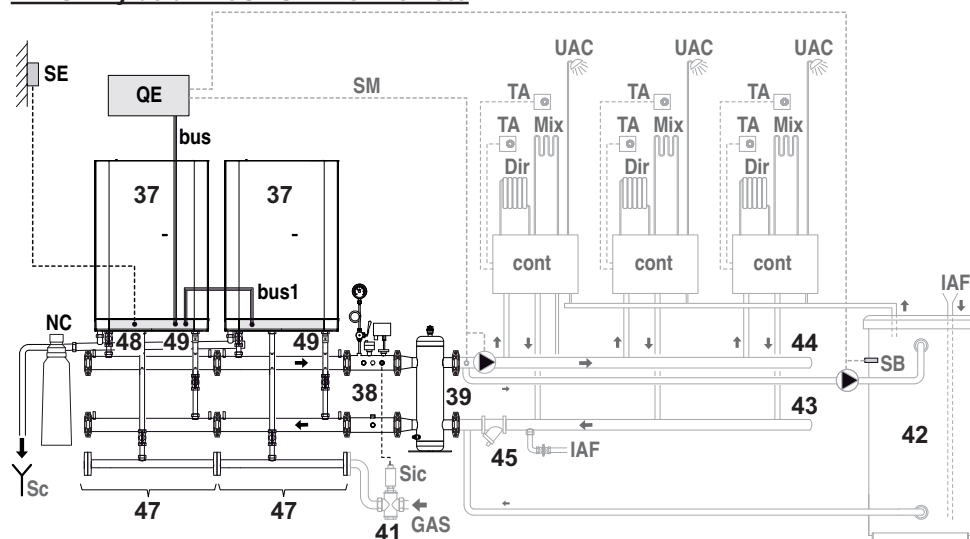 UAC UAC UAC
SE
QE
SM
TA TA TA
TA Mix TA Mix TA Mix
bus
Dir Dir Dir
37 37
cont cont cont
bus1
IAF
NC
48 49 49
44
SB
38 39
43
42
45
IAF
Sic
Sc
47 47
41
GAS